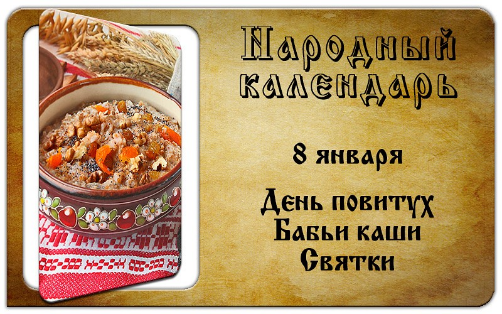 Народный
календарь
8 января
День повитух
Бабьи каши
Святки